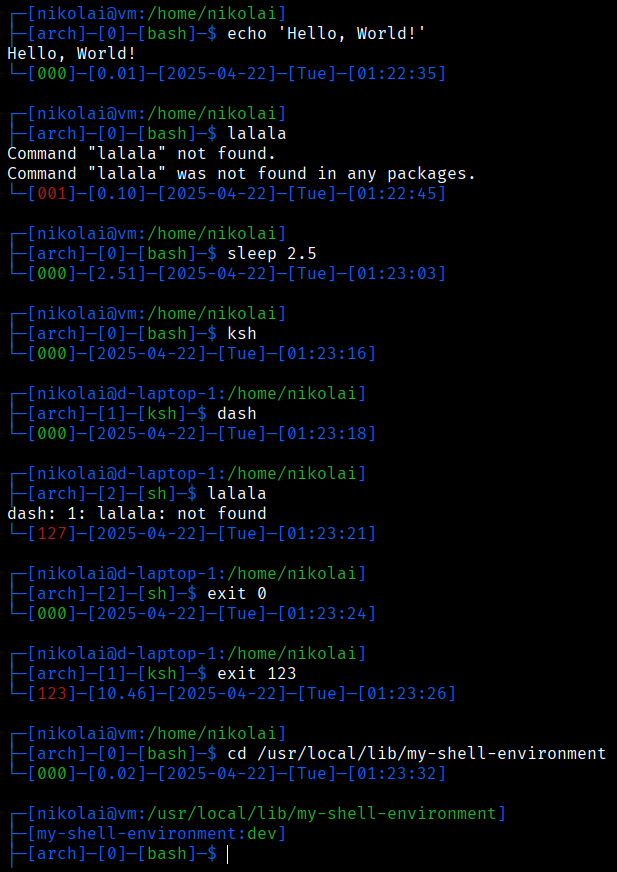 ┌─[nikolai@vm:/home/nikolai]
├─[arch]─[0]─[bash]─$ echo 'Hello, World!'
Hello, World!
└─[000]─[0.01]─[2025-04-22]─[Tue]─[01:22:35]
┌─[nikolai@vm:/home/nikolai]
├─[arch]─[0]─[bash]─$ lalala
Command "lalala" not found.
Command "lalala" was not found in any packages.
└─[001]─[0.10]─[2025-04-22]─[Tue]─[01:22:45]
┌─[nikolai@vm:/home/nikolai]
├─[arch]─[0]─[bash]─$ sleep 2.5
└─[000]─[2.51]─[2025-04-22]─[Tue]─[01:23:03]
┌─[nikolai@vm:/home/nikolai]
├─[arch]─[0]─[bash]─$ ksh
└─[000]─[2025-04-22]─[Tue]─[01:23:16]
┌─[nikolai@d-laptop-1:/home/nikolai]
├─[arch]─[1]─[ksh]─$ dash
└─[000]─[2025-04-22]─[Tue]─[01:23:18]
┌─[nikolai@d-laptop-1:/home/nikolai]
├─[arch]─[2]─[sh]─$ lalala
dash: 1: lalala: not found
└─[127]─[2025-04-22]─[Tue]─[01:23:21]
┌─[nikolai@d-laptop-1:/home/nikolai]
├─[arch]─[2]─[sh]─$ exit 0
└─[000]─[2025-04-22]─[Tue]─[01:23:24]
┌─[nikolai@d-laptop-1:/home/nikolai]
├─[arch]─[1]─[ksh]─$ exit 123
└─[123]─[10.46]─[2025-04-22]─[Tue]─[01:23:26]
┌─[nikolai@vm:/home/nikolai]
├─[arch]─[0]─[bash]─$ cd /usr/local/lib/my-shell-environment
└─[000]─[0.02]─[2025-04-22]─[Tue]─[01:23:32]
┌─[nikolai@vm:/usr/local/lib/my-shell-environment]
├─[my-shell-environment:dev]
├─[arch]─[0]─[bash]─$